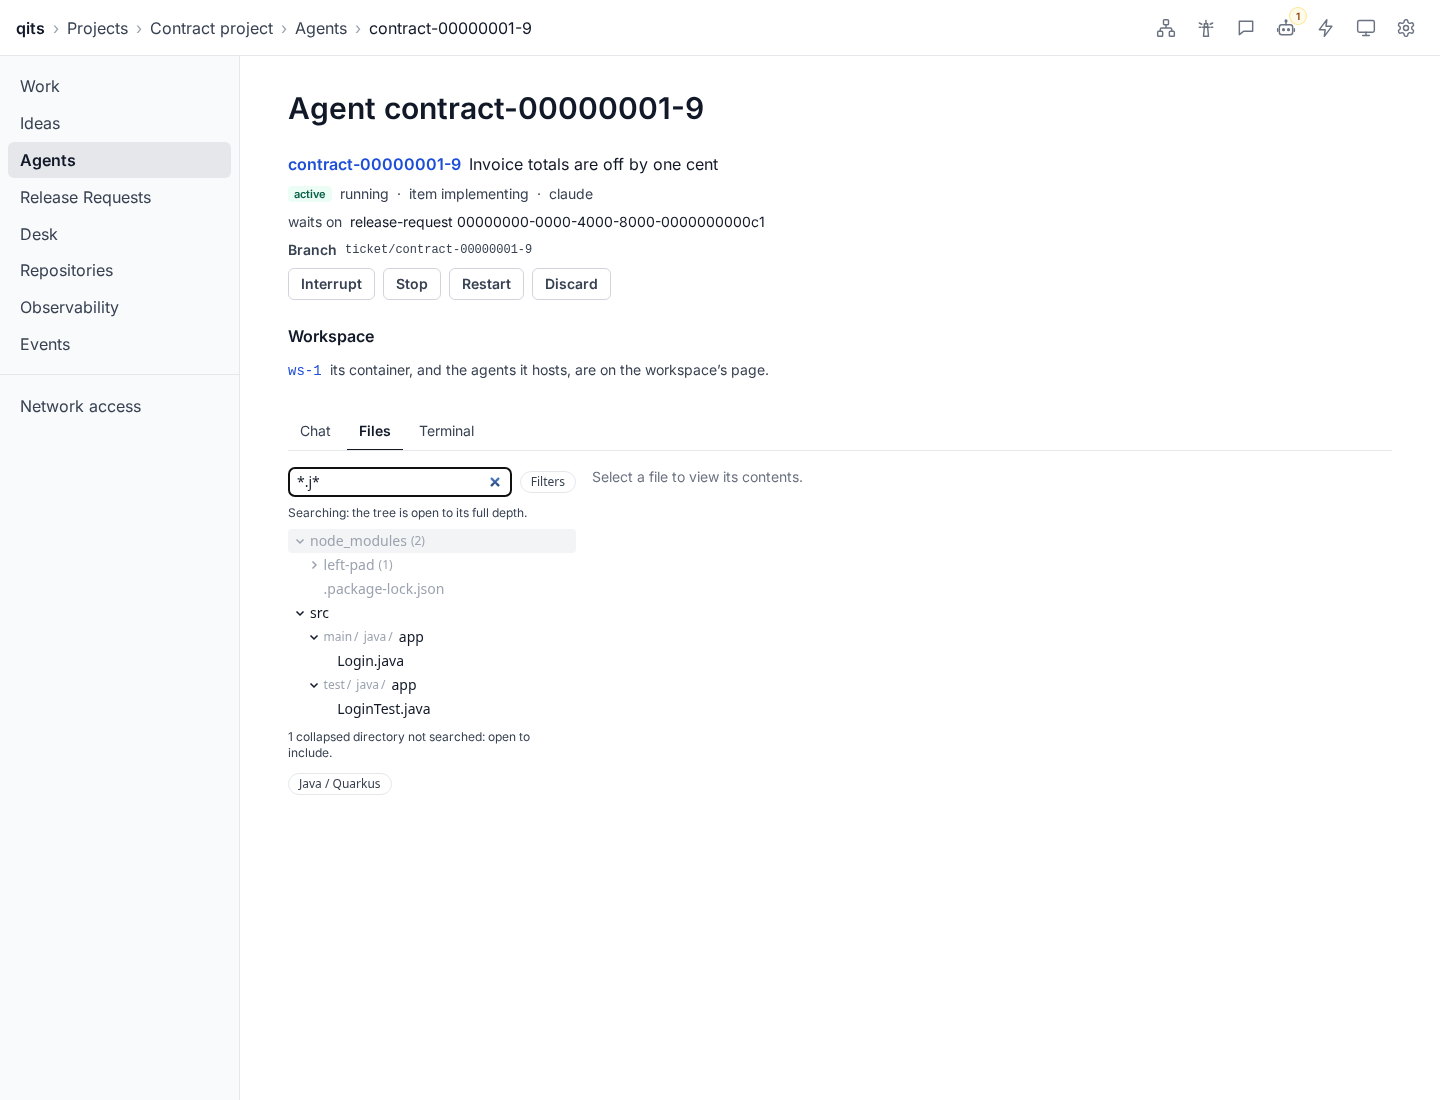 qits › Projects › Contract project › Agents › contract-00000001-9
1
Work
Ideas
Agents
Release Requests
Desk
Repositories
Observability
Events
Network access
Agent contract-00000001-9
contract-00000001-9 Invoice totals are off by one cent
active running · item implementing · claude
waits on release-request 00000000-0000-4000-8000-0000000000c1
Branch ticket/contract-00000001-9
Interrupt Stop Restart Discard
Workspace
ws-1 its container, and the agents it hosts, are on the workspace’s page.
Chat Files Terminal
*.j* Filters
Select a file to view its contents.
Searching: the tree is open to its full depth.
node_modules (2)
left-pad (1)
.package-lock.json
src
main/ java/ app
Login.java
test/ java/ app
LoginTest.java
1 collapsed directory not searched: open to
include.
Java / Quarkus